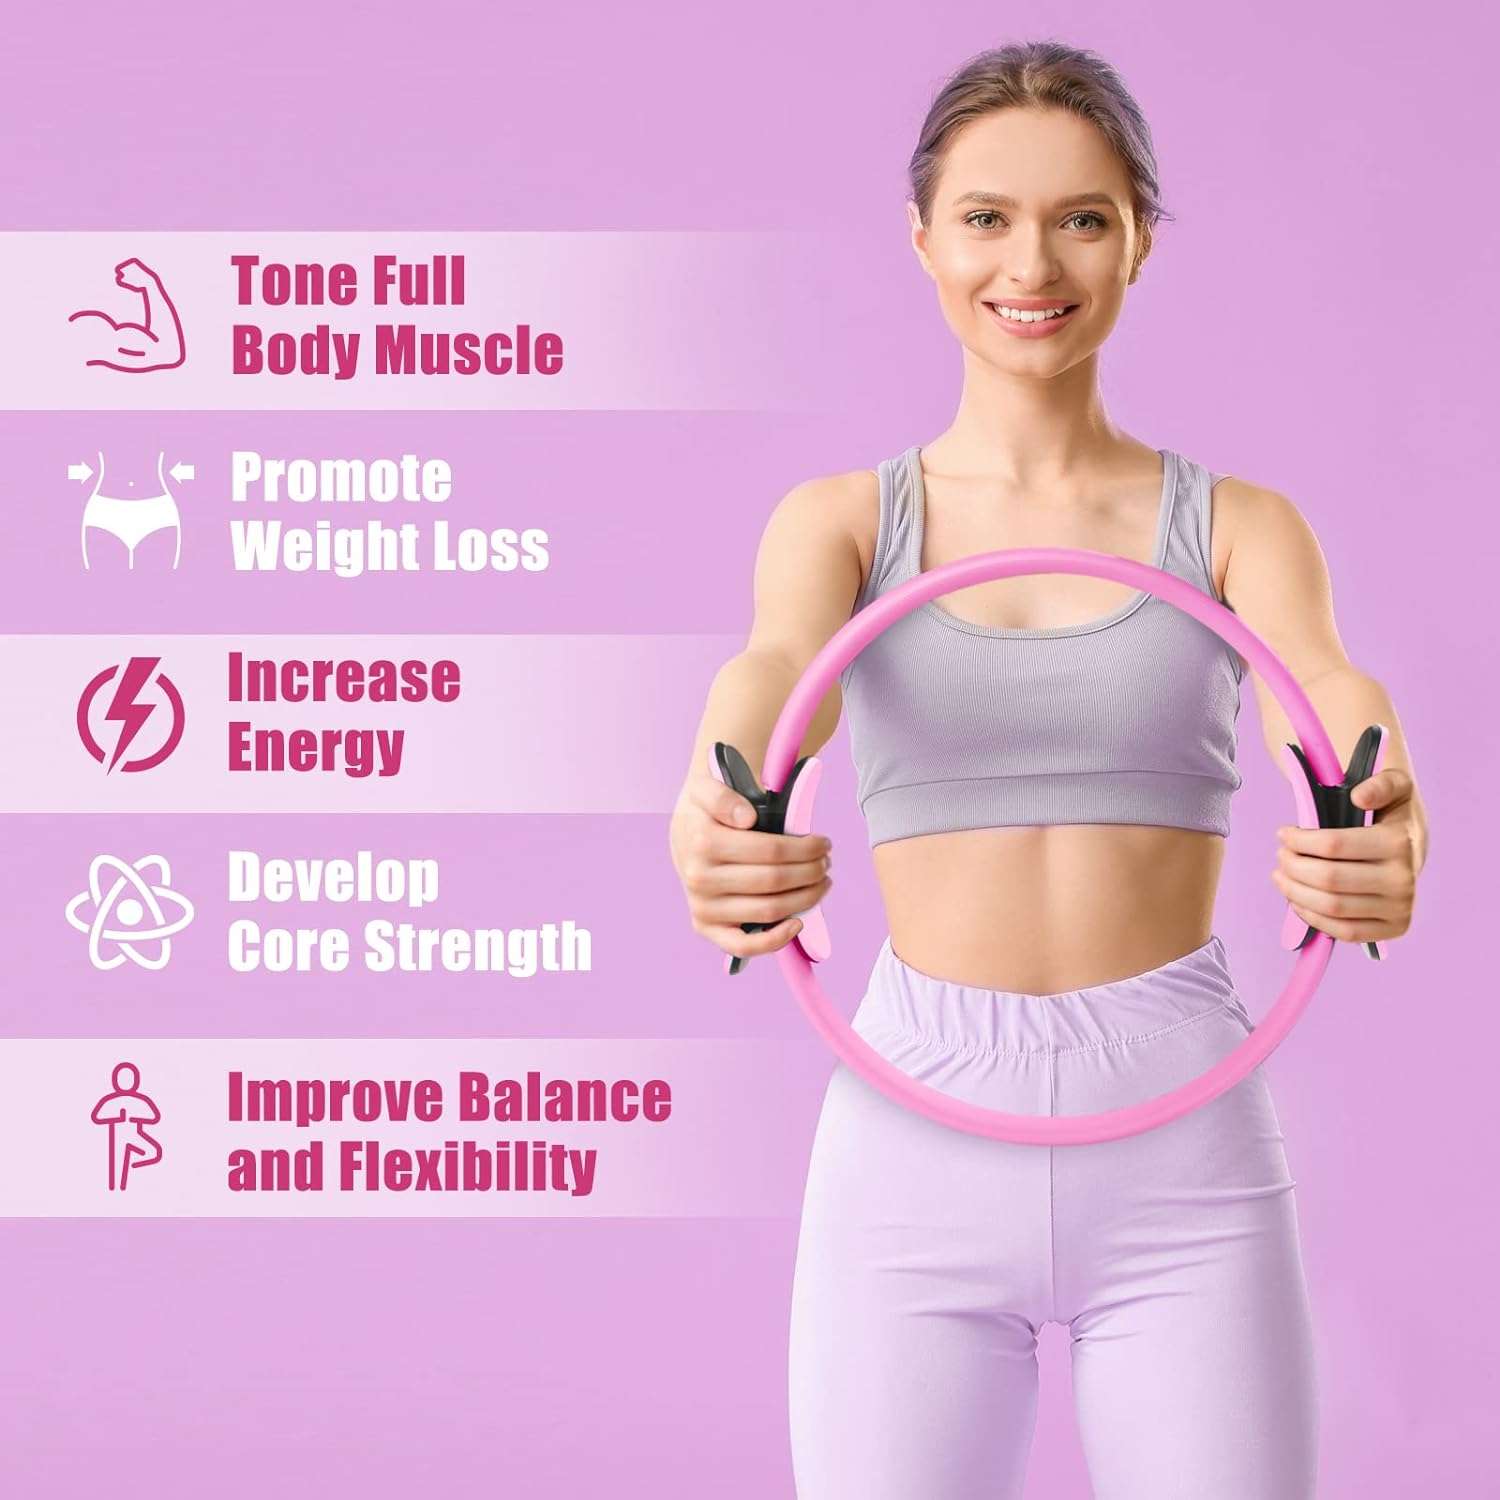 Tone Full
Body Muscle
Promote
Weight Loss
Increase
Energy
Develop
Core Strength
Improve Balance
and Flexibility